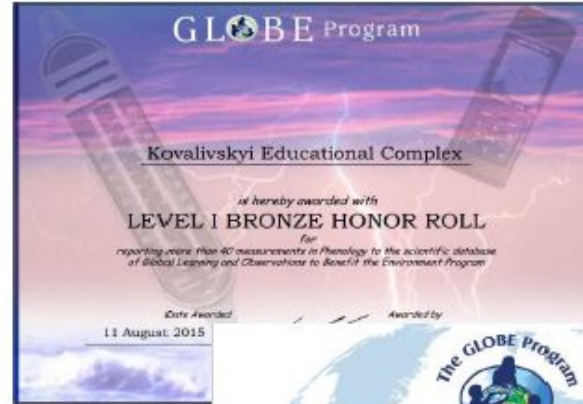 GLOBE Program
Kovalivskyi Educational Complex
is hereby awarded with
LEVEL I BRONZE HONOR ROLL
for
reporting more than 40 measurements in Phenology to the scientific database
of Global Learning and Observations to Benefit the Environment Program
Date Awarded Awarded by
11 August 2015
The GLOBE Program